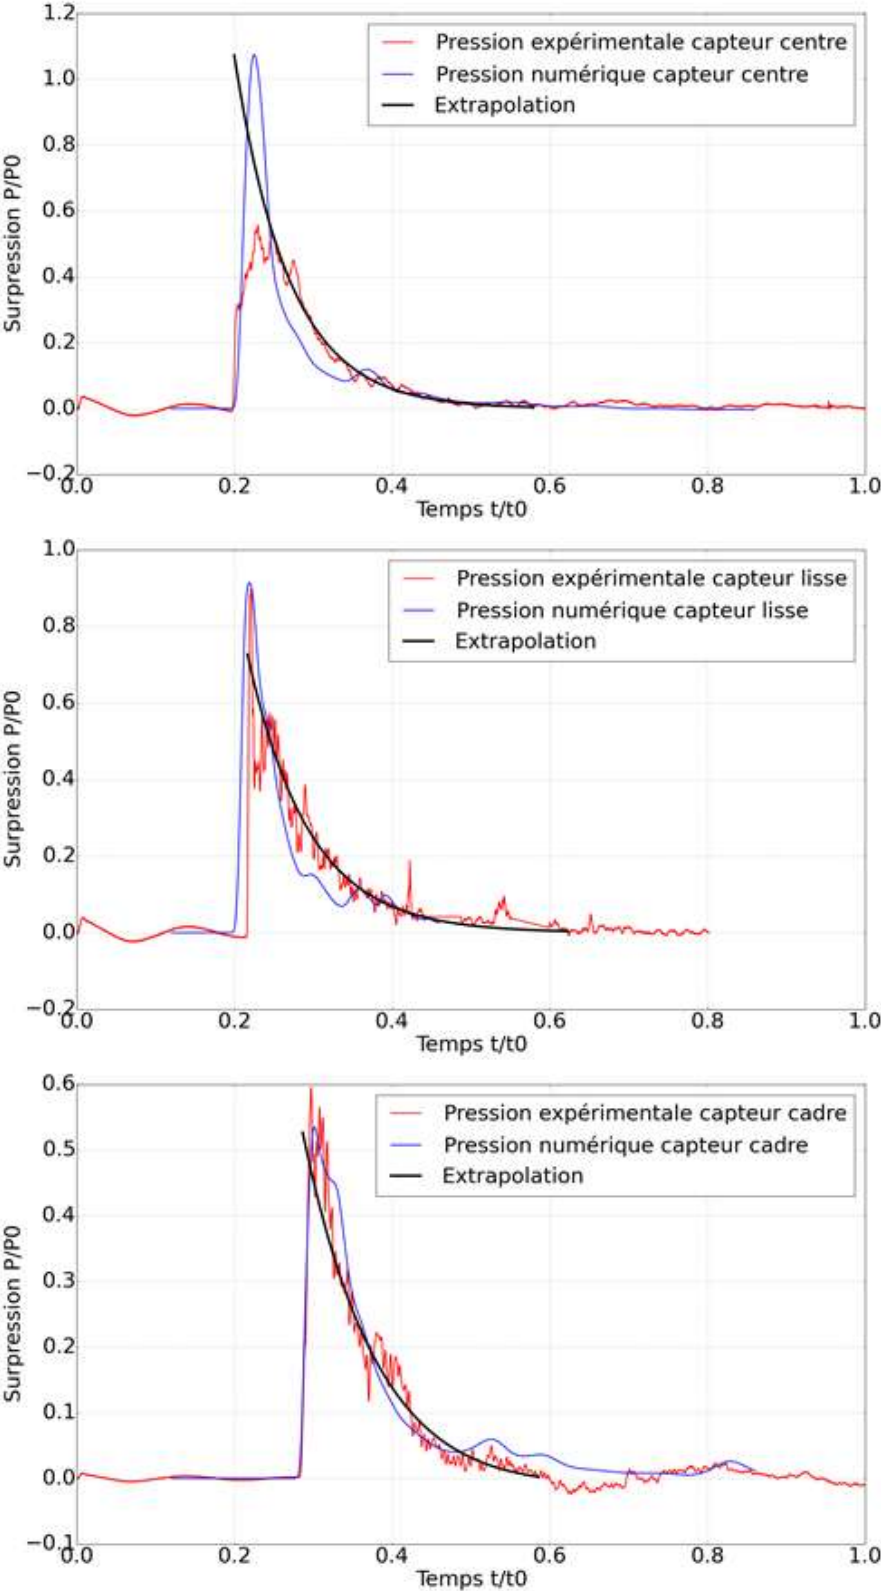 1.2
Pression expérimentale capteur centre
Pression numérique capteur centre
Extrapolation
1.0
0.8
0.6
0.4
0.2
0.0
−0.2
Surpression P/P0
0.0 0.2 0.4 0.6 0.8 1.0
Temps t/t0
1.0
Pression expérimentale capteur lisse
Pression numérique capteur lisse
Extrapolation
0.8
0.6
0.4
0.2
0.0
−0.2
Surpression P/P0
0.0 0.2 0.4 0.6 0.8 1.0
Temps t/t0
0.6
Pression expérimentale capteur cadre
Pression numérique capteur cadre
Extrapolation
0.5
0.4
0.3
0.2
0.1
0.0
−0.1
Surpression P/P0
0.0 0.2 0.4 0.6 0.8 1.0
Temps t/t0